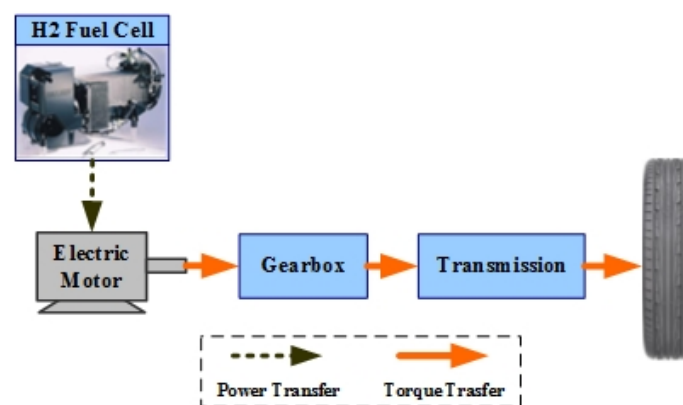 H2 Fuel Cell
Electric
Motor
Gearbox
Transmission
Power Transfer
Torque Trasfer